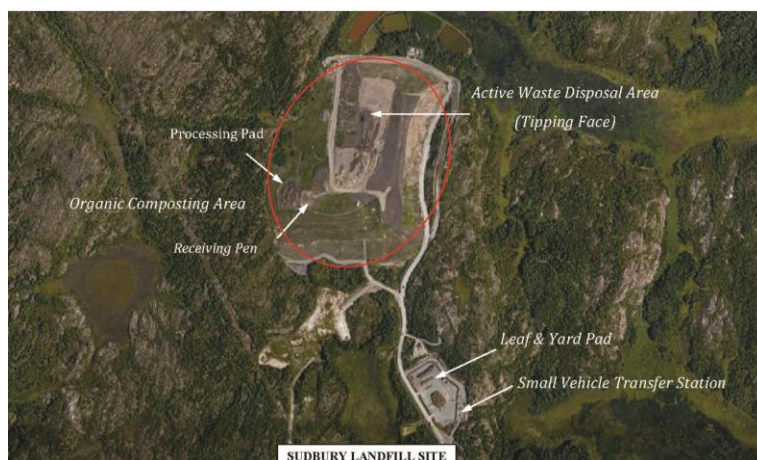 Active Waste Disposal Area
(Tipping Face)
Processing Pad
Organic Composting Area
Receiving Pen
Leaf & Yard Pad
Small Vehicle Transfer Station
SUDBURY LANDFILL SITE